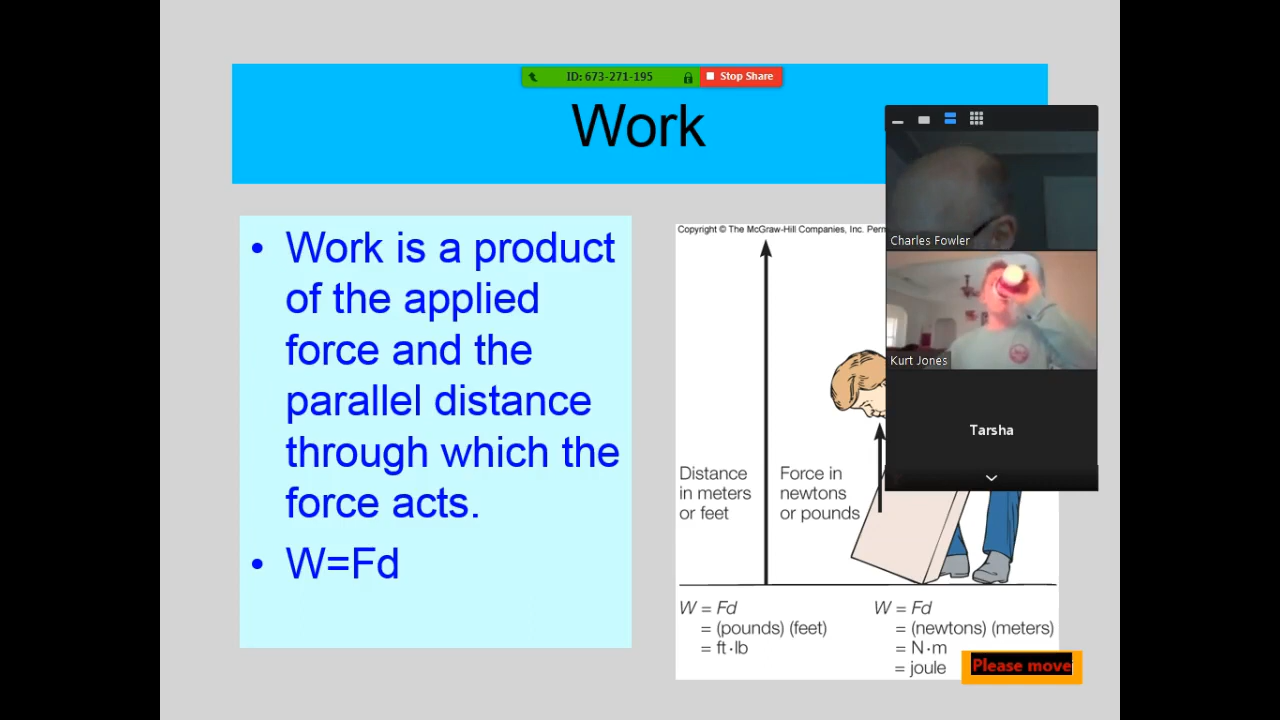 ID: 673-271-195
Stop Share
Work
• Work is a product
of the applied
force and the
parallel distance
through which the
force acts.
• W=Fd
Copyright © The McGraw-Hill Companies, Inc.
Charles Fowler
Kurt Jones
Tarsha
Distance
in meters
or feet
Force in
newtons
or pounds
W = Fd
= (pounds) (feet)
= ft·lb
W = Fd
= (newtons) (meters)
= N·m
= joule
Please move